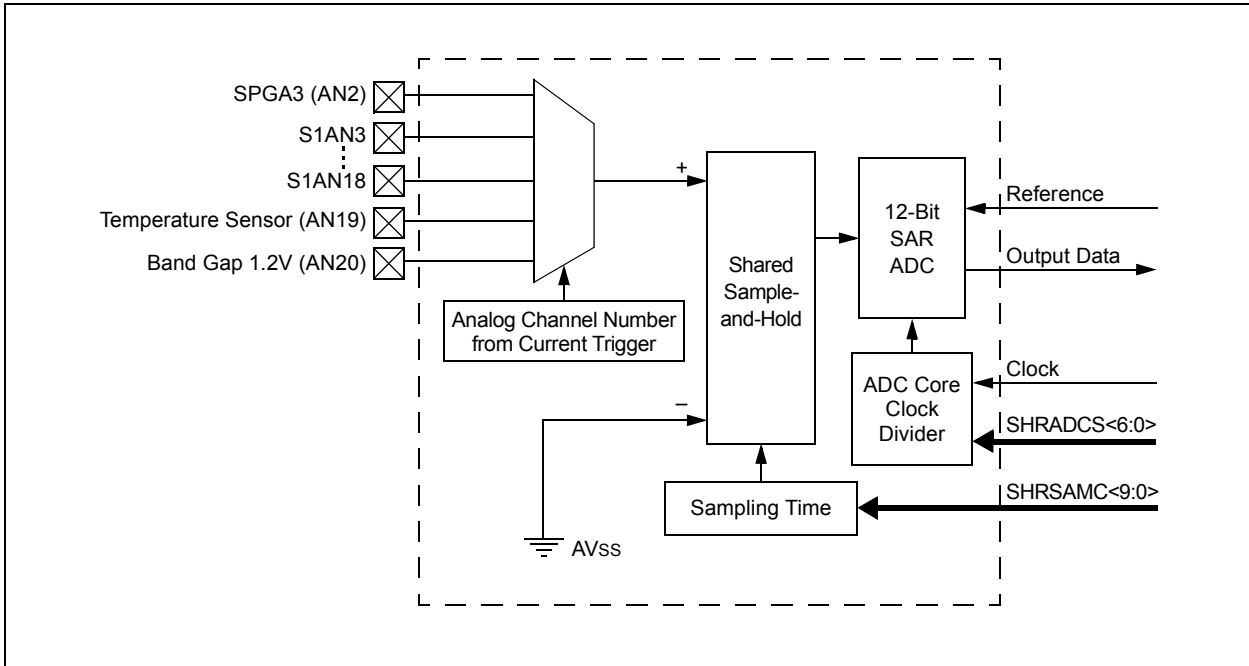 SPGA3 (AN2)
S1AN3
S1AN18
Temperature Sensor (AN19)
Band Gap 1.2V (AN20)
Analog Channel Number
from Current Trigger
+
–
Shared
Sample-
and-Hold
12-Bit
SAR
ADC
Reference
Output Data
ADC Core
Clock
Divider
Clock
SHRADCS<6:0>
Sampling Time
SHRSAMC<9:0>
AVSS